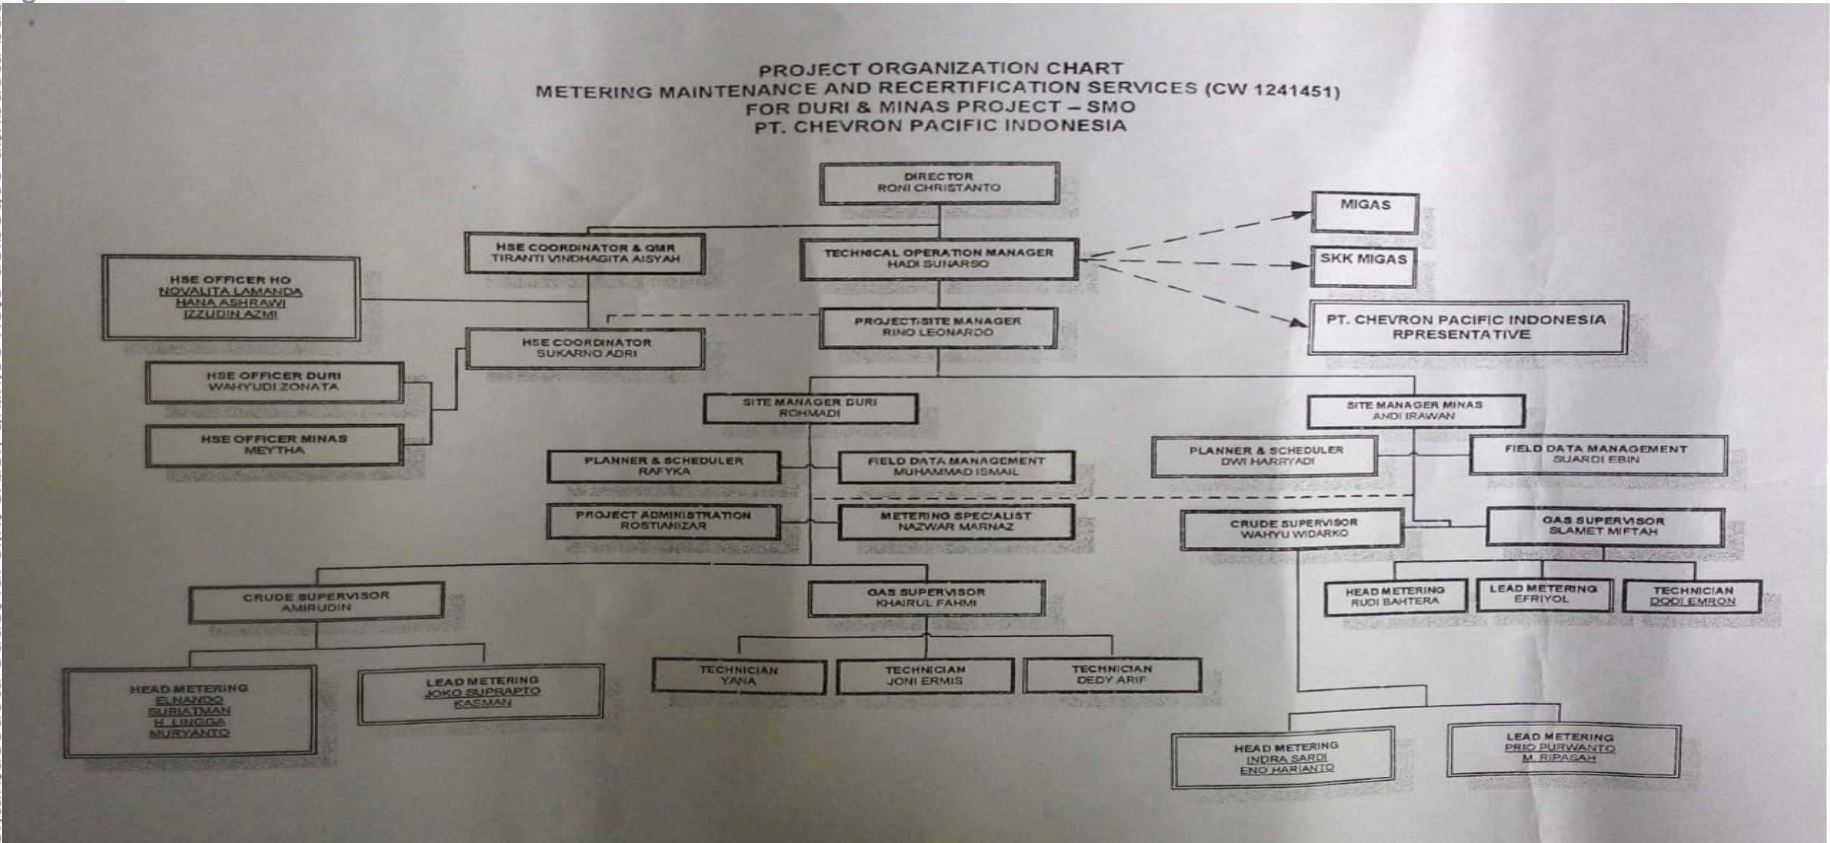 PROJECT ORGANIZATION CHART
METERING MAINTENANCE AND RECERTIFICATION SERVICES (CW 1241451)
FOR DURI & MINAS PROJECT – SMO
PT. CHEVRON PACIFIC INDONESIA
DIRECTOR
RONI CHRISTANTO
MIGAS
HSE COORDINATOR & QMR
TIRANTI VINDHAGITA AISYAH
TECHNICAL OPERATION MANAGER
HADI SUNARSO
SKK MIGAS
HSE OFFICER HO
NOVALITA LAMANDA
HANA ASHRAWI
IZZUDIN AZMI
PROJECT/SITE MANAGER
RINO LEONARDO
PT. CHEVRON PACIFIC INDONESIA
RPRESENTATIVE
HSE COORDINATOR
SUKARNO ADRI
HSE OFFICER DURI
WAHYUDI ZONATA
SITE MANAGER DURI
ROHMADI
SITE MANAGER MINAS
ANDI IRAWAN
HSE OFFICER MINAS
MEYTHA
PLANNER & SCHEDULER
RAFYKA
FIELD DATA MANAGEMENT
MUHAMMAD ISMAIL
PLANNER & SCHEDULER
DWI HARRYADI
FIELD DATA MANAGEMENT
SUARDI EBIN
PROJECT ADMINISTRATION
ROSTIANIZAR
METERING SPECIALIST
NAZWAR MARNAZ
CRUDE SUPERVISOR
WAHYU WIDARKO
GAS SUPERVISOR
SLAMET MIFTAH
CRUDE SUPERVISOR
AMIRUDIN
GAS SUPERVISOR
KHAIRUL FAHMI
HEAD METERING
RUDI BAHTERA
LEAD METERING
EFRIYOL
TECHNICIAN
DODI EMRON
HEAD METERING
ELNANDO
SURIATMAN
H. LINGGA
MURYANTO
LEAD METERING
JOKO SUPRAPTO
KASMAN
TECHNICIAN
YANA
TECHNICIAN
JONI ERMIS
TECHNICIAN
DEDY ARIF
HEAD METERING
INDRA SARDI
ENO HARIANTO
LEAD METERING
PRIO PURWANTO
M. RIPASAH